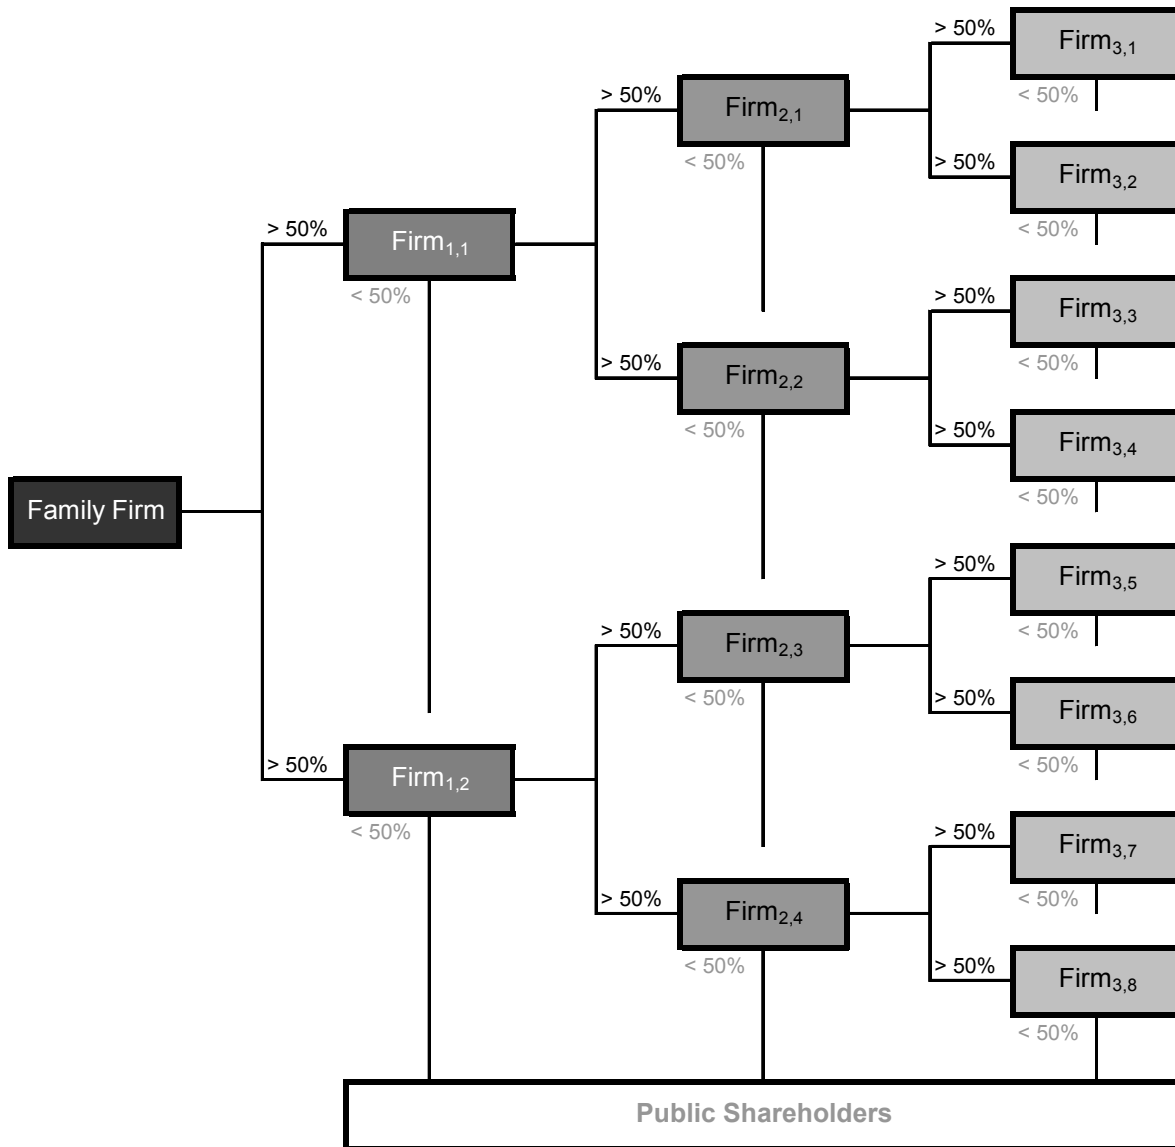 > 50%
Firm3,1
< 50%
> 50%
Firm2,1
< 50%
> 50%
Firm3,2
< 50%
> 50%
Firm1,1
< 50%
> 50%
Firm3,3
< 50%
> 50%
Firm2,2
< 50%
> 50%
Firm3,4
< 50%
Family Firm
> 50%
Firm3,5
< 50%
> 50%
Firm2,3
< 50%
> 50%
Firm3,6
< 50%
> 50%
Firm1,2
< 50%
> 50%
Firm3,7
< 50%
> 50%
Firm2,4
< 50%
> 50%
Firm3,8
< 50%
Public Shareholders